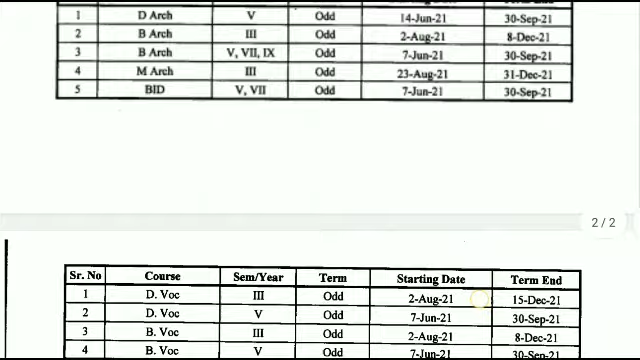 1 D Arch V Odd 14-Jun-21 30-Sep-21
2 B Arch III Odd 2-Aug-21 8-Dec-21
3 B Arch V, VII, IX Odd 7-Jun-21 30-Sep-21
4 M Arch III Odd 23-Aug-21 31-Dec-21
5 BID V, VII Odd 7-Jun-21 30-Sep-21
2 / 2
Sr. No Course Sem/Year Term Starting Date Term End
1 D. Voc III Odd 2-Aug-21 15-Dec-21
2 D. Voc V Odd 7-Jun-21 30-Sep-21
3 B. Voc III Odd 2-Aug-21 8-Dec-21
4 B. Voc V Odd 7-Jun-21 30-Sep-21